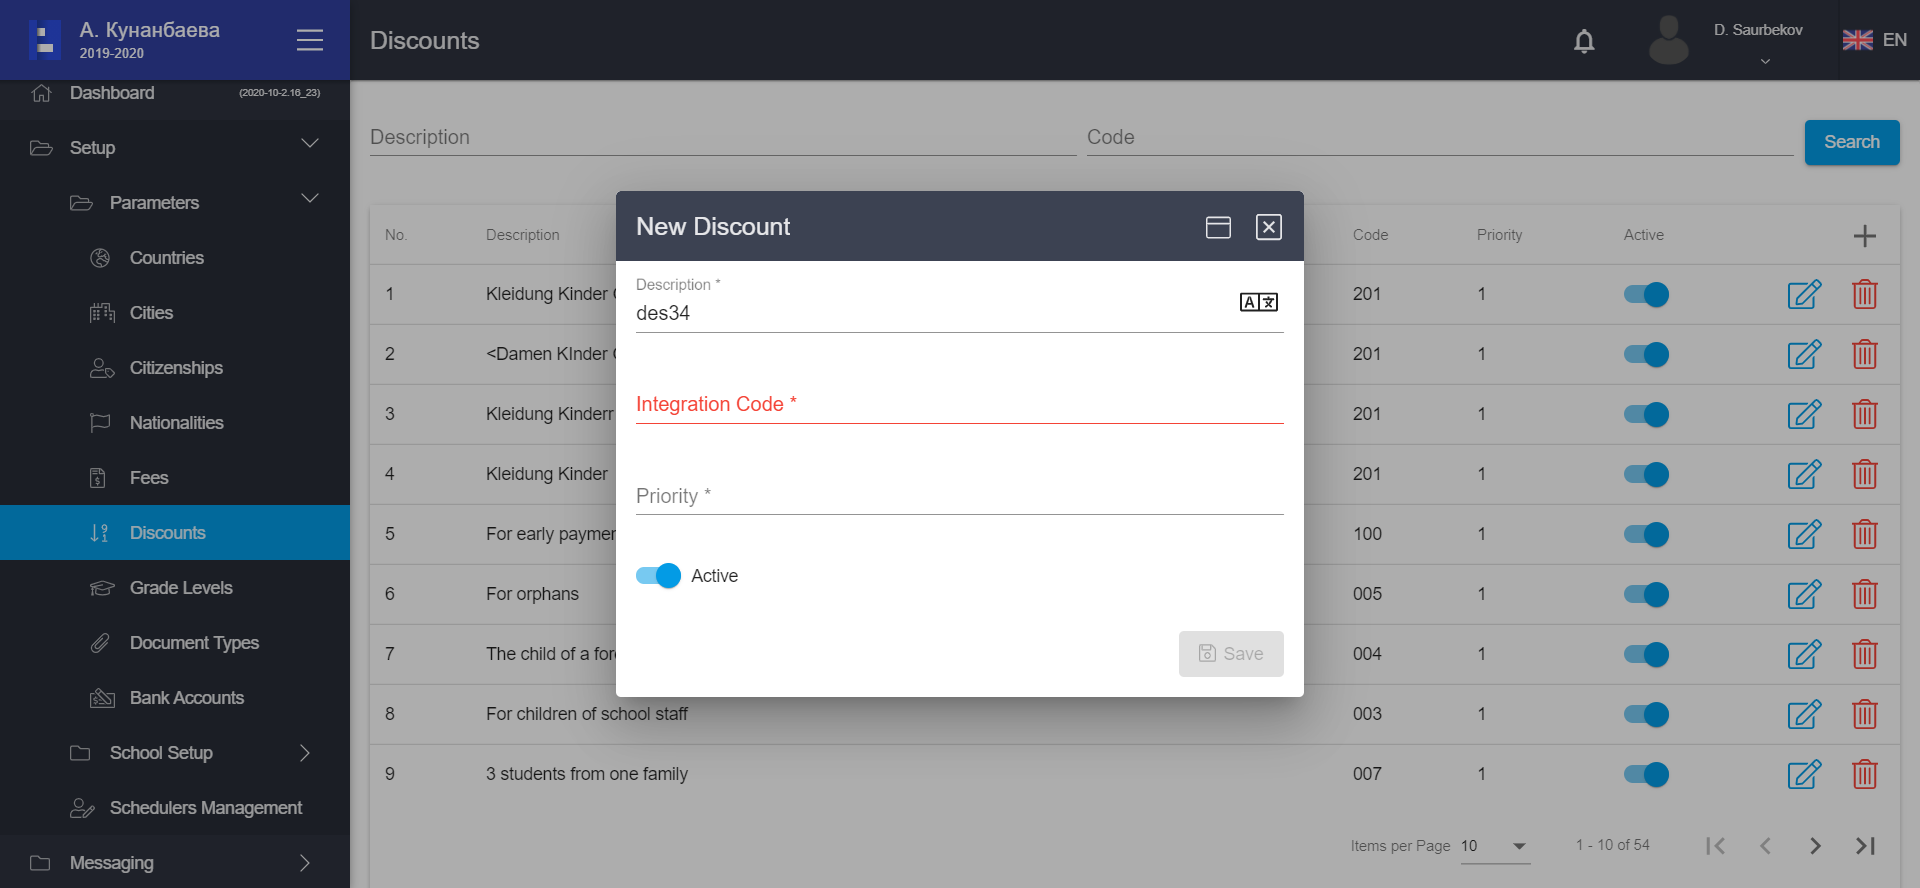 А. Кунанбаева
2019-2020
Discounts
D. Saurbekov
EN
Dashboard
(2020-10-2.16_23)
Setup
Parameters
Countries
Cities
Citizenships
Nationalities
Fees
Discounts
Grade Levels
Document Types
Bank Accounts
School Setup
Schedulers Management
Messaging
Description
Code
Search
No.
Description
Code
Priority
Active
1
Kleidung Kinder
201
1
2
<Damen KInder
201
1
3
Kleidung Kinderr
201
1
4
Kleidung Kinder
201
1
5
For early
100
1
6
For orphans
005
1
7
The child of a
004
1
8
For children of school staff
003
1
9
3 students from one family
007
1
Items per Page
10
1 - 10 of 54
New Discount
Description *
des34
A
Integration Code *
Priority *
Active
Save